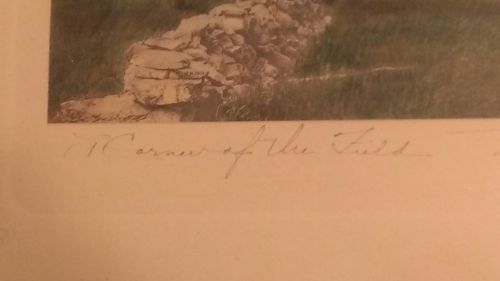 A Corner of the Field